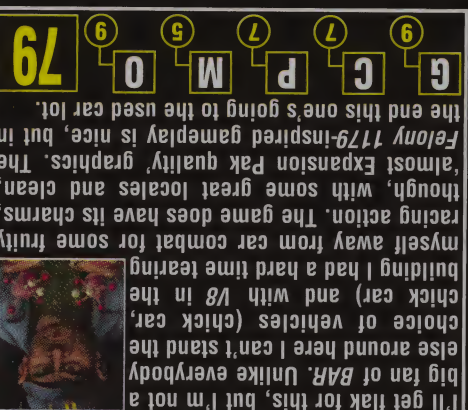 I'll get flak for this, but I'm not a
big fan of BAR. Unlike everybody
else around here I can't stand the
choice of vehicles (chick car,
chick car) and with V8 in the
building I had a hard time tearing
myself away from car combat for some fruity
racing action. The game does have its charms,
though, with some great locales and clean,
'almost Expansion Pak quality' graphics. The
Felony 1179-inspired gameplay is nice, but in
the end this one's going to the used car lot.
G 9 C 7 P 7 M 5 O 9 79